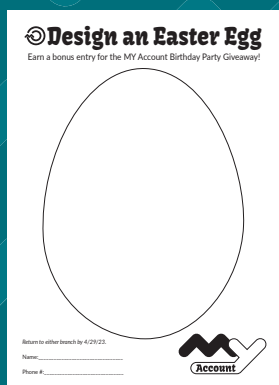 Design an Easter Egg
Earn a bonus entry for the MY Account Birthday Party Giveaway!
Return to either branch by 4/29/23.
Name:
Phone #:
MY
Account